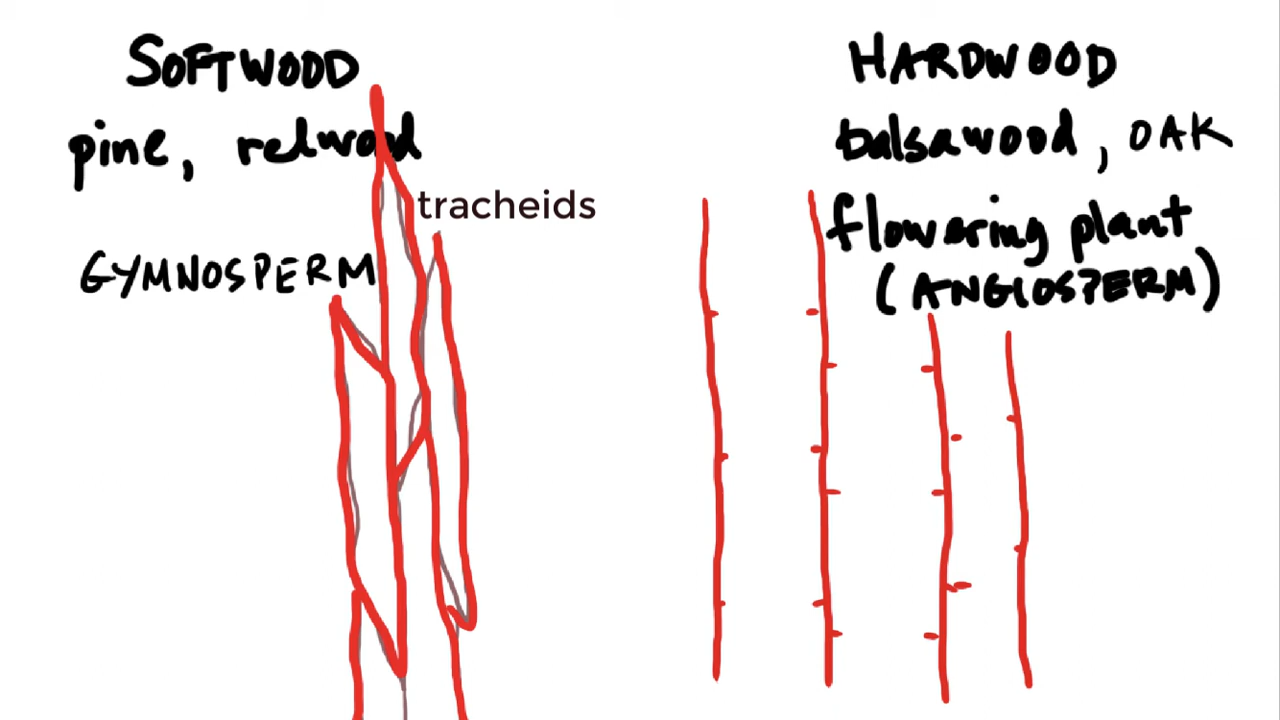 SOFTWOOD
pine, redwood
tracheids
GYMNOSPERM
HARDWOOD
balsawood, OAK
flowering plant
(ANGIOSPERM)